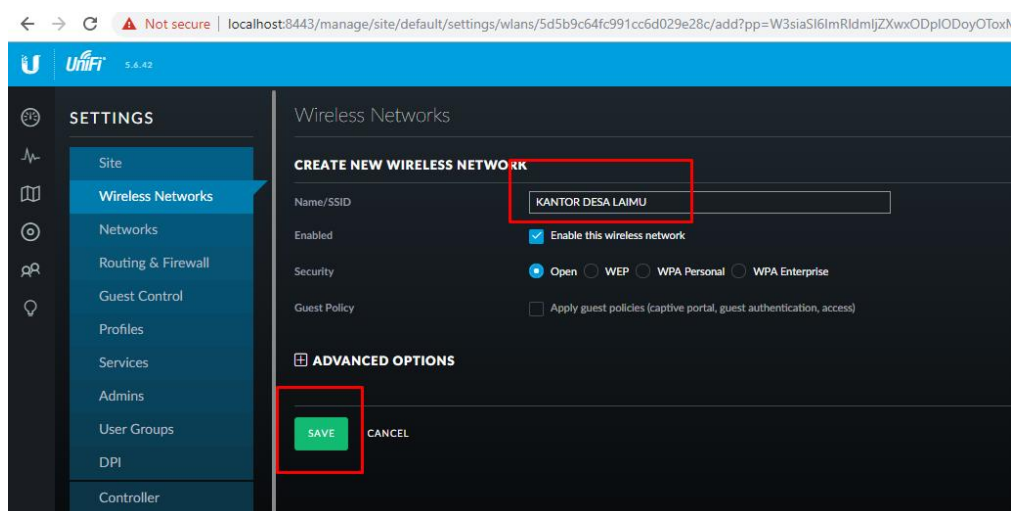 Not secure | localhost:8443/manage/site/default/settings/wlans/5d5b9c64fc991cc6d029e28c/add?pp=W3siaSI6ImRldmljZXwxODplODoyOToxM
U UniFi 5.6.42
SETTINGS
Site
Wireless Networks
Networks
Routing & Firewall
Guest Control
Profiles
Services
Admins
User Groups
DPI
Controller
Wireless Networks
CREATE NEW WIRELESS NETWORK
Name/SSID KANTOR DESA LAIMU
Enabled Enable this wireless network
Security Open WEP WPA Personal WPA Enterprise
Guest Policy Apply guest policies (captive portal, guest authentication, access)
ADVANCED OPTIONS
SAVE CANCEL